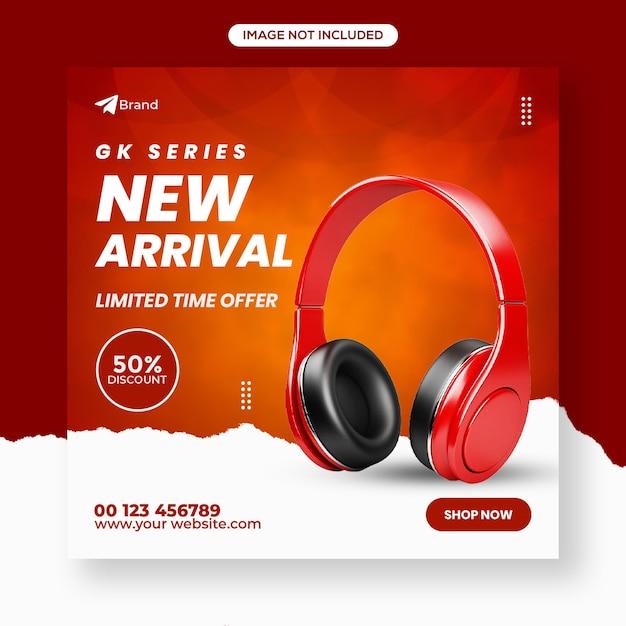 IMAGE NOT INCLUDED
Brand
GK SERIES
NEW
ARRIVAL
LIMITED TIME OFFER
50%
DISCOUNT
00 123 456789
www.your website.com
SHOP NOW